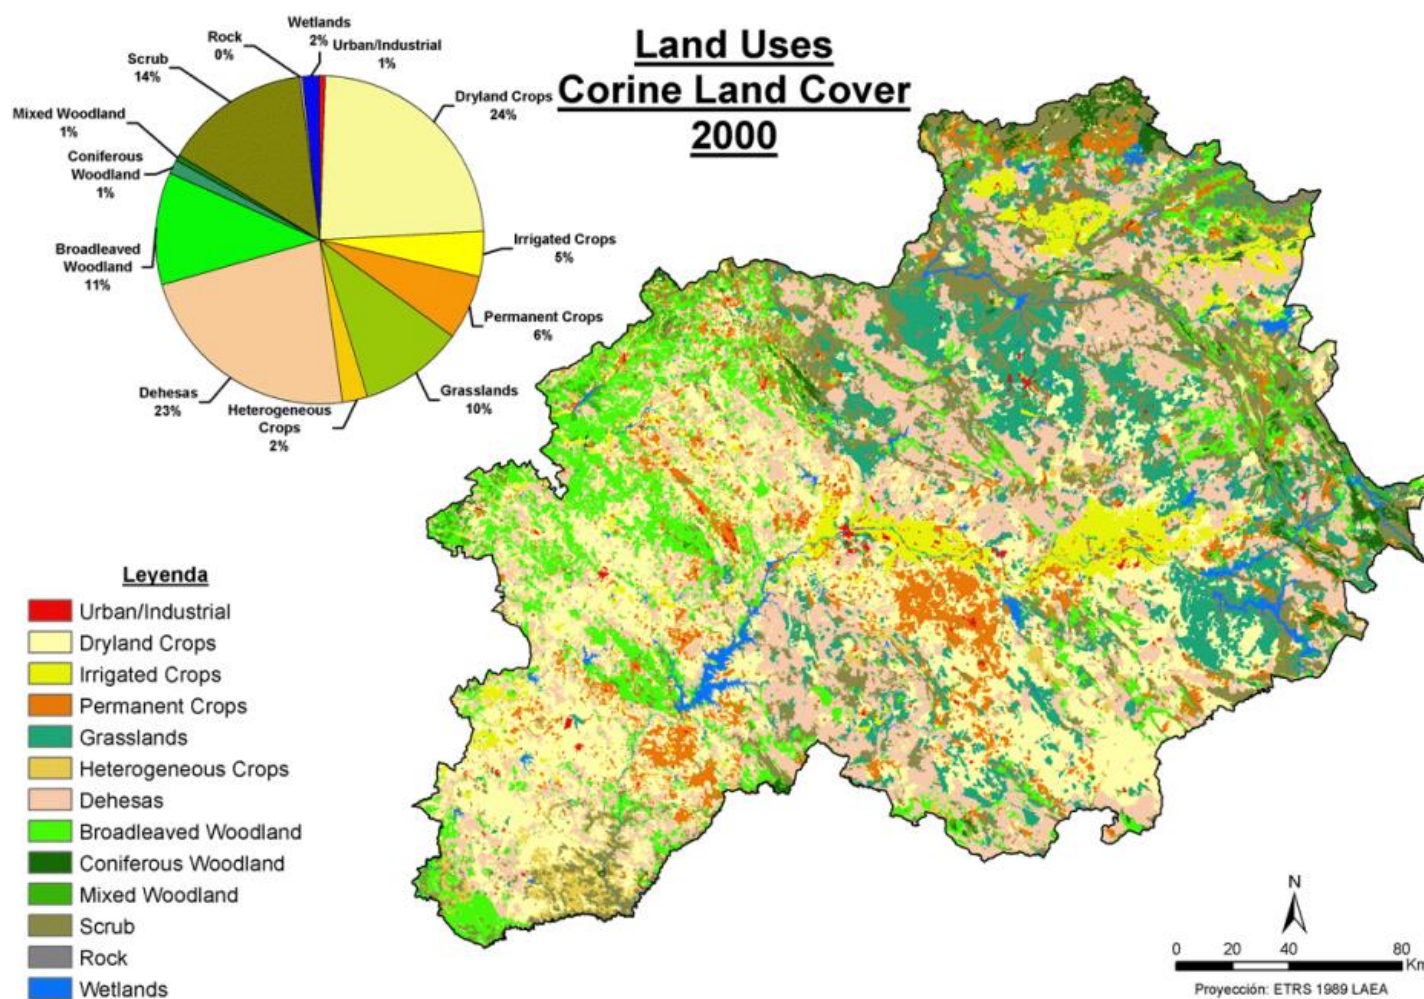 Land Uses
Corine Land Cover
2000
Wetlands
2%
Urban/Industrial
1%
Dryland Crops
24%
Irrigated Crops
5%
Permanent Crops
6%
Grasslands
10%
Heterogeneous
Crops
2%
Dehesas
23%
Broadleaved
Woodland
11%
Coniferous
Woodland
1%
Mixed Woodland
1%
Scrub
14%
Rock
0%
Leyenda
Urban/Industrial
Dryland Crops
Irrigated Crops
Permanent Crops
Grasslands
Heterogeneous Crops
Dehesas
Broadleaved Woodland
Coniferous Woodland
Mixed Woodland
Scrub
Rock
Wetlands
N
0 20 40 80
Km
Proyección: ETRS 1989 LAEA